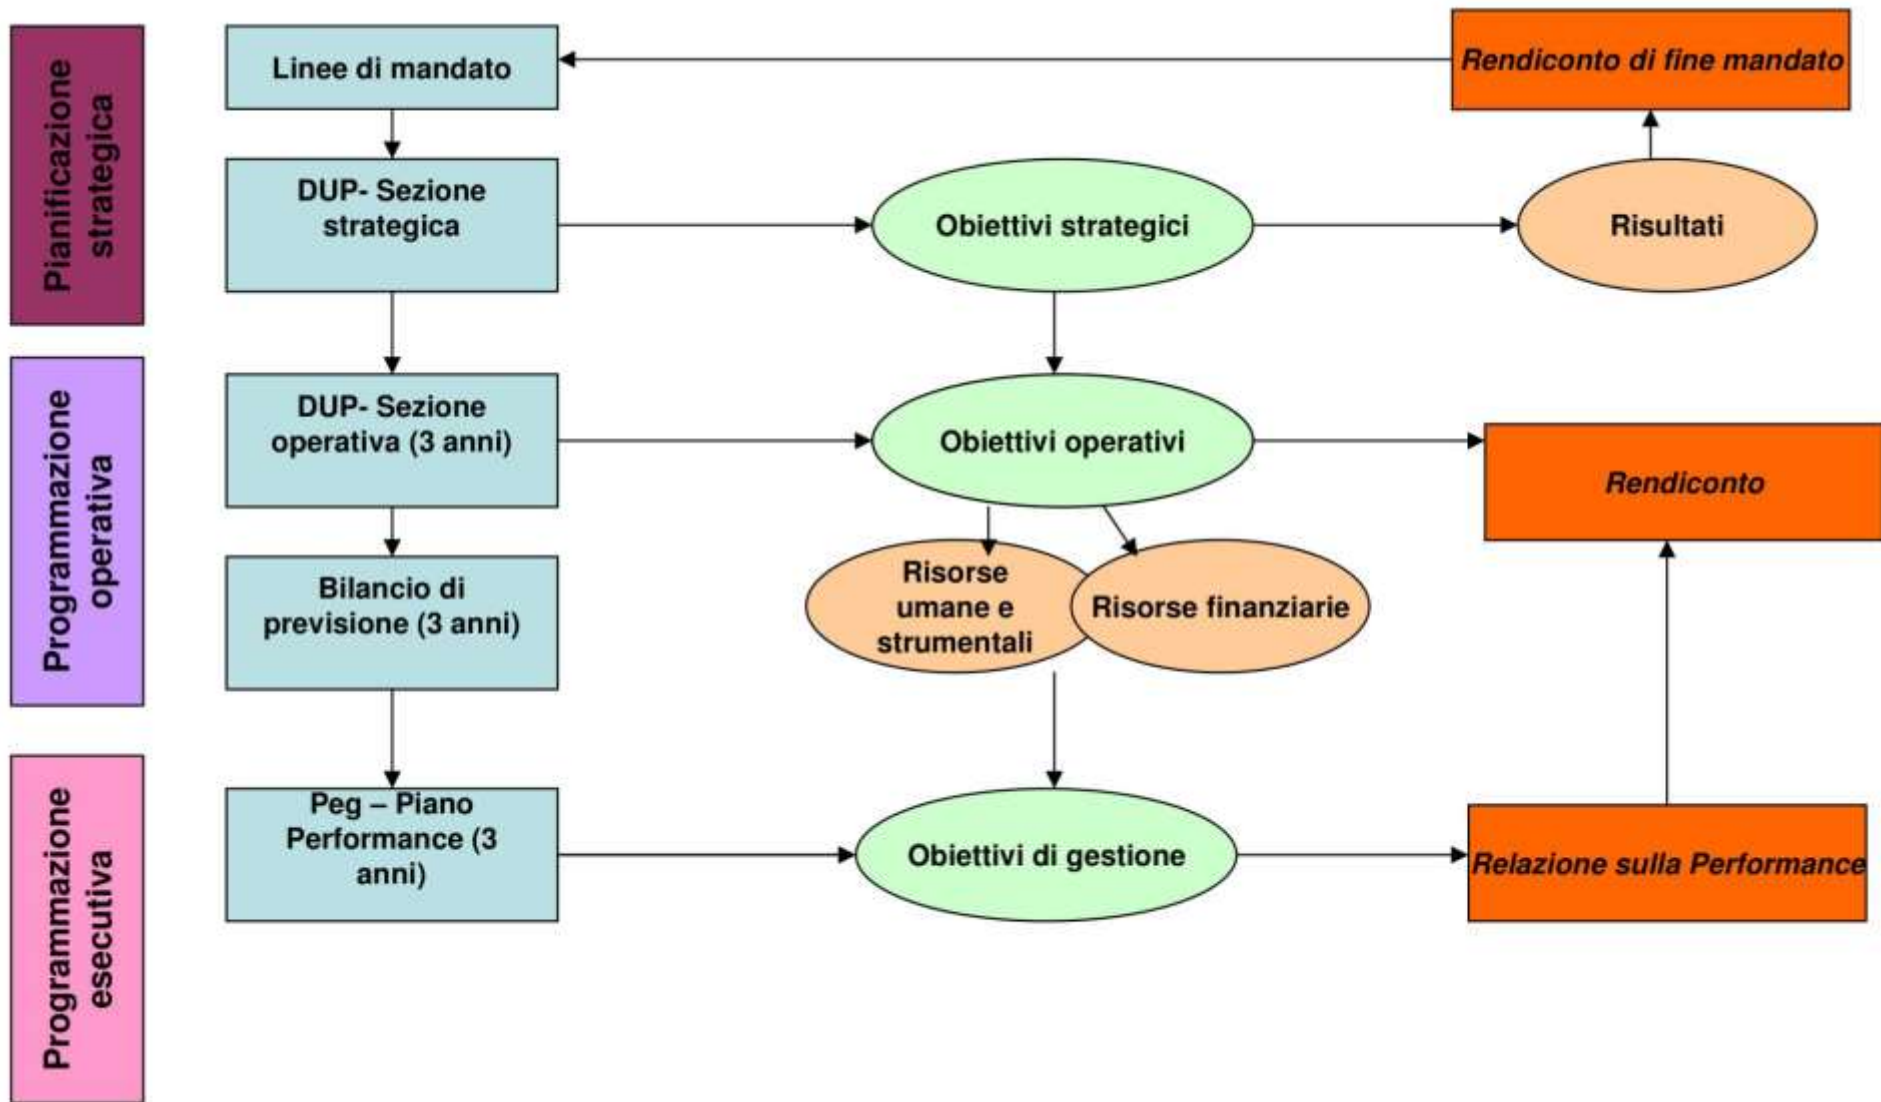 Pianificazione
strategica
Linee di mandato
Rendiconto di fine mandato
DUP- Sezione
strategica
Obiettivi strategici
Risultati
Programmazione
operativa
DUP- Sezione
operativa (3 anni)
Obiettivi operativi
Rendiconto
Bilancio di
previsione (3 anni)
Risorse
umane e
strumentali
Risorse finanziarie
Programmazione
esecutiva
Peg – Piano
Performance (3
anni)
Obiettivi di gestione
Relazione sulla Performance